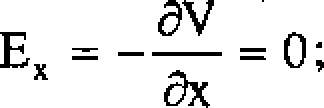 Eₓ = −∂V/∂x = 0;